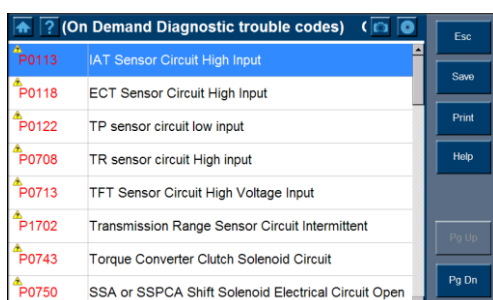 ? (On Demand Diagnostic trouble codes) (
Esc
P0113 IAT Sensor Circuit High Input
Save
P0118 ECT Sensor Circuit High Input
P0122 TP sensor circuit low input
Print
P0708 TR sensor circuit High input
Help
P0713 TFT Sensor Circuit High Voltage Input
P1702 Transmission Range Sensor Circuit Intermittent
Pg Up
P0743 Torque Converter Clutch Solenoid Circuit
Pg Dn
P0750 SSA or SSPCA Shift Solenoid Electrical Circuit Open